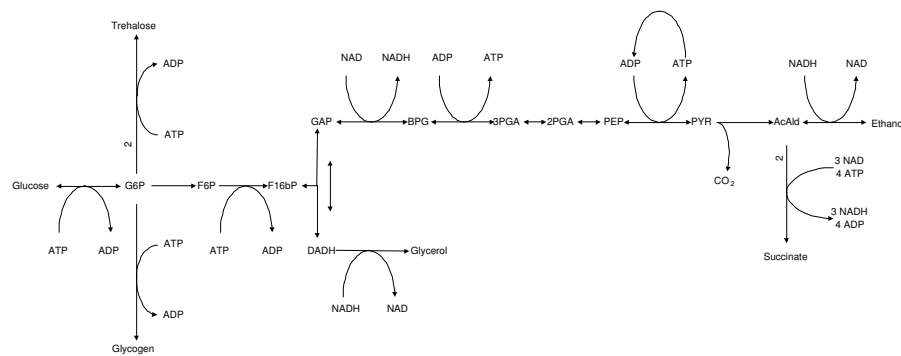 Trehalose
ADP
ATP
2
NAD
NADH
ADP
ATP
ADP
ATP
NADH
NAD
GAP
BPG
3PGA
2PGA
PEP
PYR
AcAld
Ethanol
CO2
2
3 NAD
4 ATP
3 NADH
4 ADP
Succinate
Glucose
G6P
F6P
F16bP
ATP
ADP
ATP
ADP
ATP
ADP
DADH
Glycerol
NADH
NAD
Glycogen